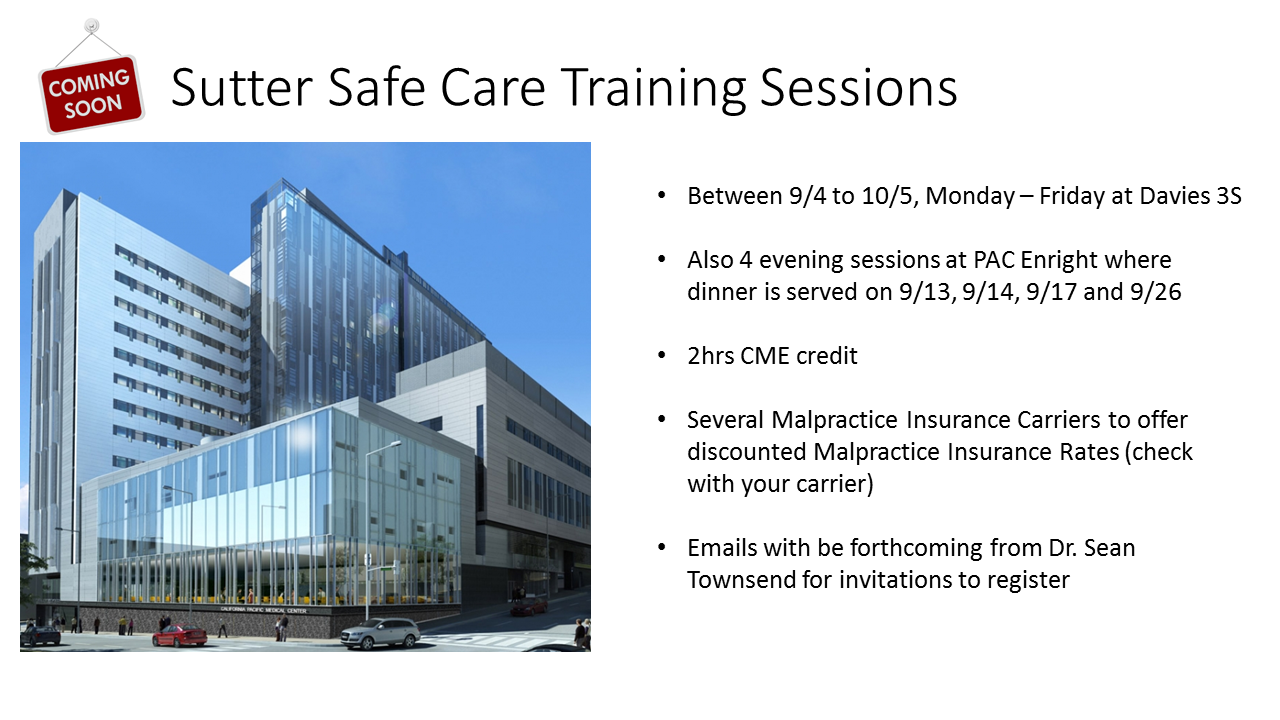 COMING
SOON
Sutter Safe Care Training Sessions
• Between 9/4 to 10/5, Monday – Friday at Davies 3S
• Also 4 evening sessions at PAC Enright where
dinner is served on 9/13, 9/14, 9/17 and 9/26
• 2hrs CME credit
• Several Malpractice Insurance Carriers to offer
discounted Malpractice Insurance Rates (check
with your carrier)
• Emails with be forthcoming from Dr. Sean
Townsend for invitations to register
CALIFORNIA PACIFIC MEDICAL CENTER